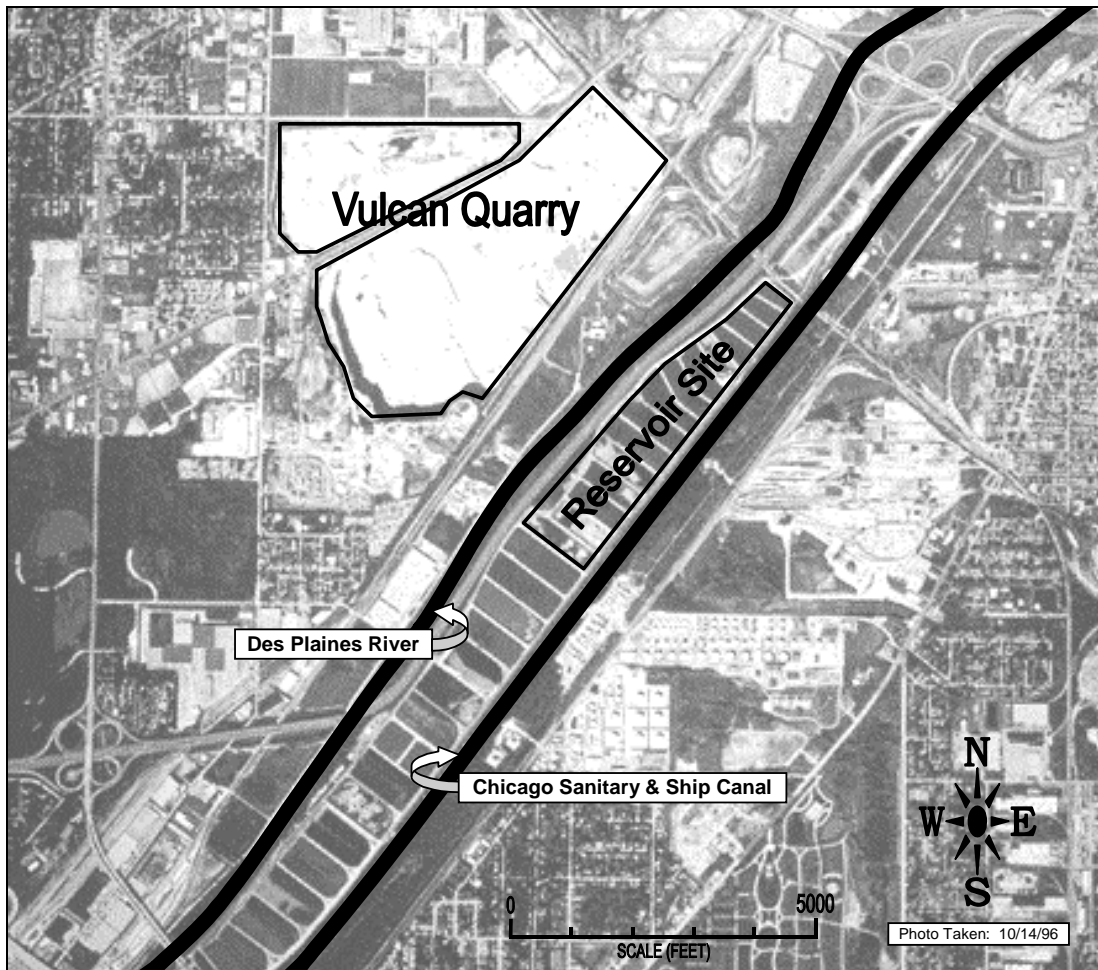 Vulcan Quarry
Reservoir Site
Des Plaines River
Chicago Sanitary & Ship Canal
N
W E
S
0 5000
SCALE (FEET)
Photo Taken: 10/14/96